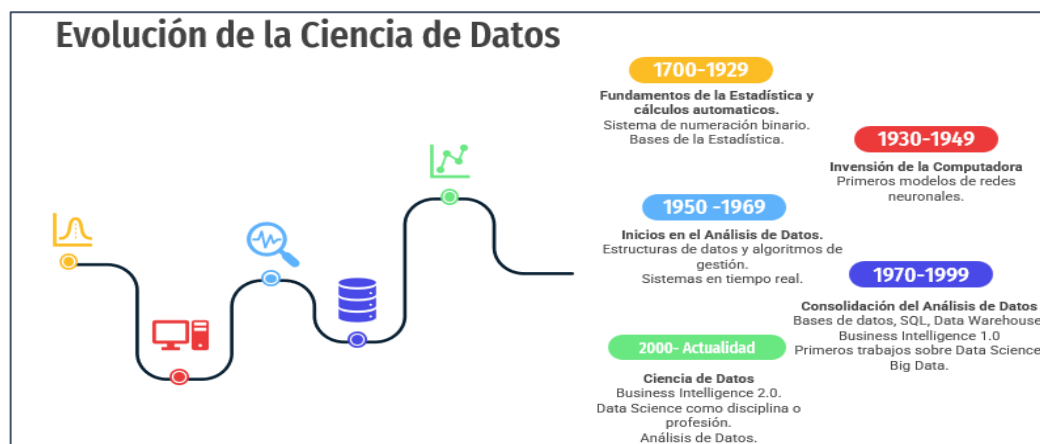 Evolución de la Ciencia de Datos
1700-1929
Fundamentos de la Estadística y
cálculos automaticos.
Sistema de numeración binario.
Bases de la Estadística.
1930-1949
Invensión de la Computadora
Primeros modelos de redes
neuronales.
1950 -1969
Inicios en el Análisis de Datos.
Estructuras de datos y algoritmos de
gestión.
Sistemas en tiempo real.
1970-1999
Consolidación del Análisis de Datos
Bases de datos, SQL, Data Warehouse
Business Intelligence 1.0
Primeros trabajos sobre Data Science
Big Data.
2000- Actualidad
Ciencia de Datos
Business Intelligence 2.0.
Data Science como disciplina o
profesión.
Análisis de Datos.